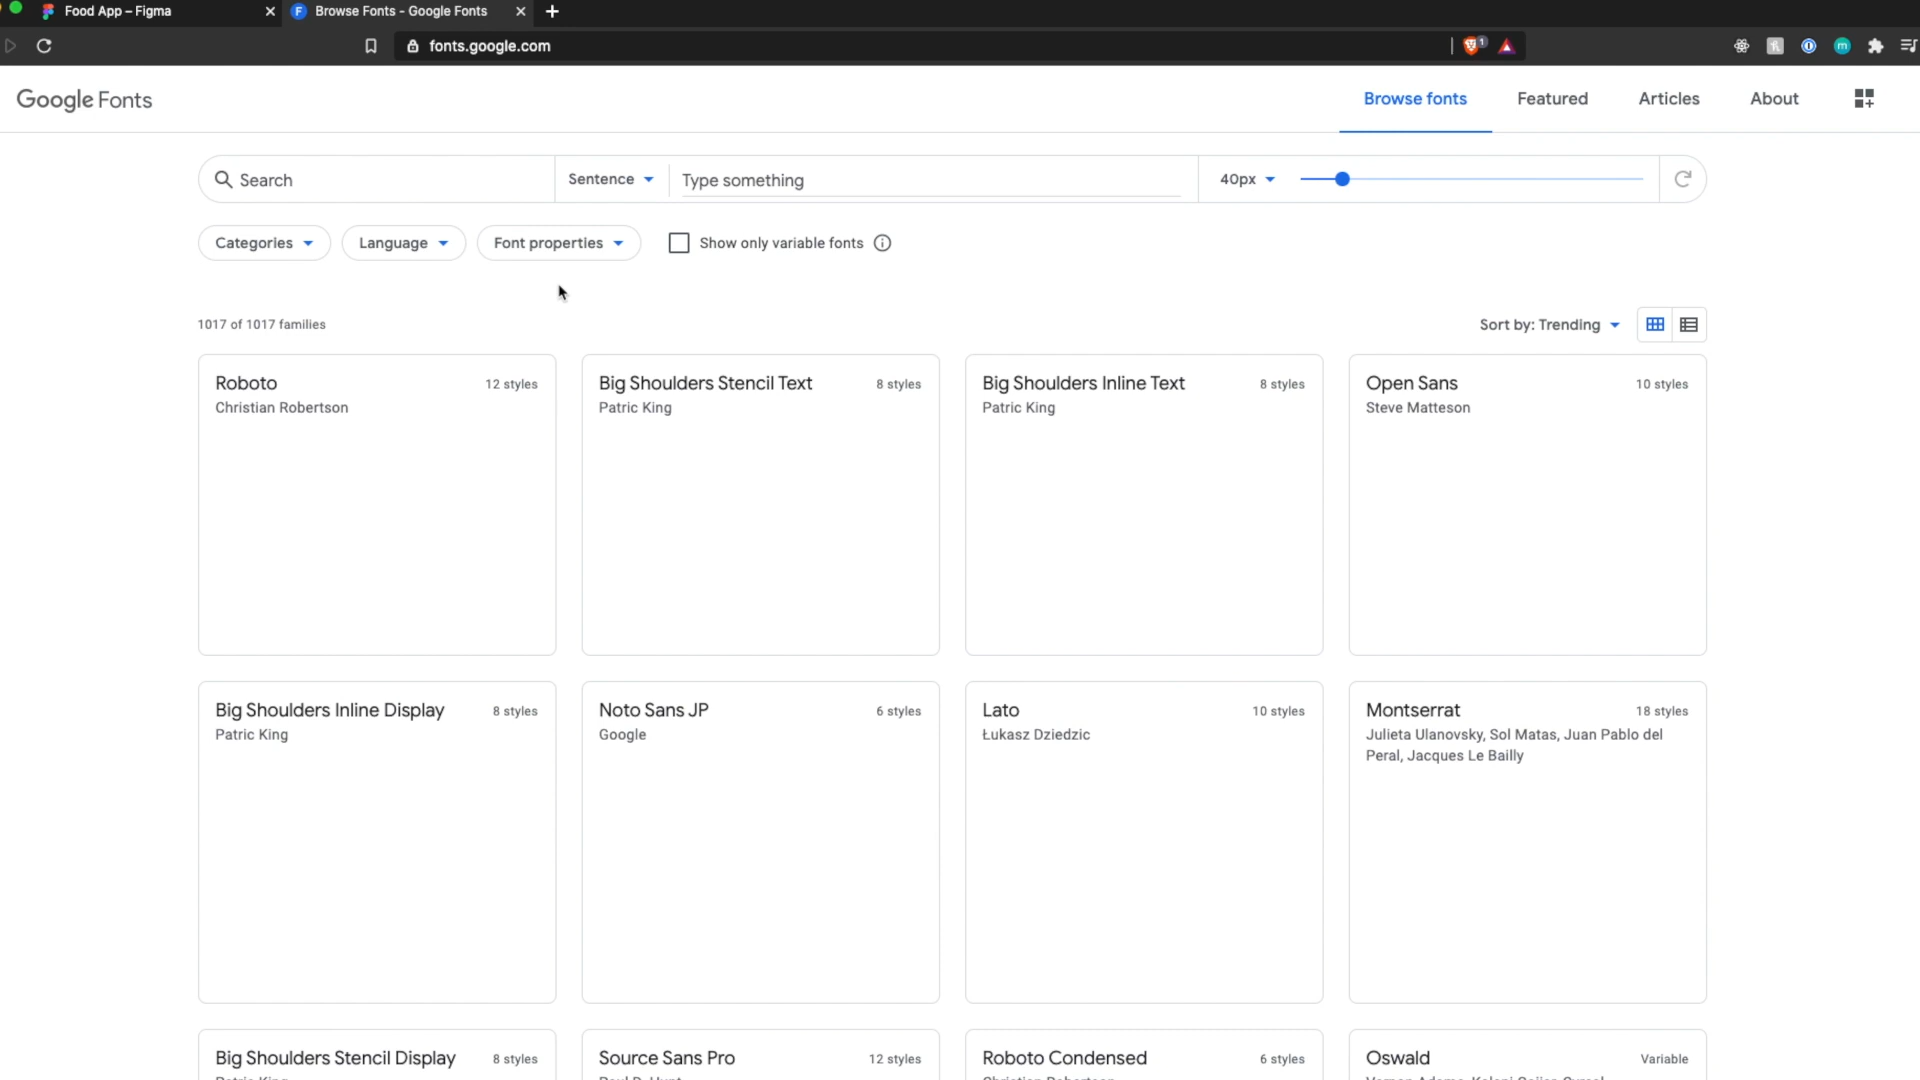 Food App – Figma
Browse Fonts - Google Fonts
fonts.google.com
1
m
Google Fonts
Browse fonts
Featured
Articles
About
Search
Sentence
Type something
40px
Categories
Language
Font properties
Show only variable fonts
1017 of 1017 families
Sort by: Trending
Roboto
12 styles
Christian Robertson
Big Shoulders Stencil Text
8 styles
Patric King
Big Shoulders Inline Text
8 styles
Patric King
Open Sans
10 styles
Steve Matteson
Big Shoulders Inline Display
8 styles
Patric King
Noto Sans JP
6 styles
Google
Lato
10 styles
Łukasz Dziedzic
Montserrat
18 styles
Julieta Ulanovsky, Sol Matas, Juan Pablo del
Peral, Jacques Le Bailly
Big Shoulders Stencil Display
8 styles
Source Sans Pro
12 styles
Roboto Condensed
6 styles
Oswald
Variable